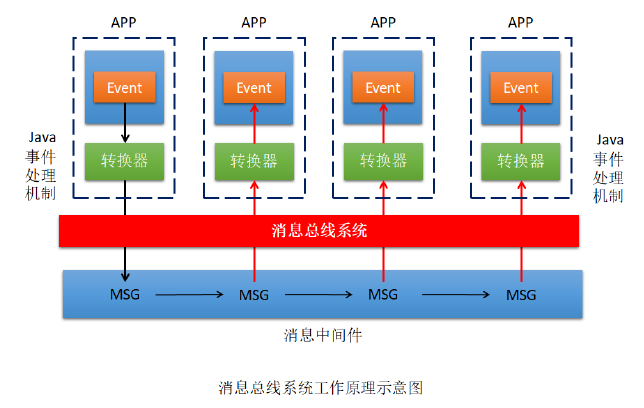 APP APP APP APP
Event Event Event Event
Java
事件
处理
机制
转换器 转换器 转换器 转换器
Java
事件
处理
机制
消息总线系统
MSG MSG MSG MSG
消息中间件
消息总线系统工作原理示意图